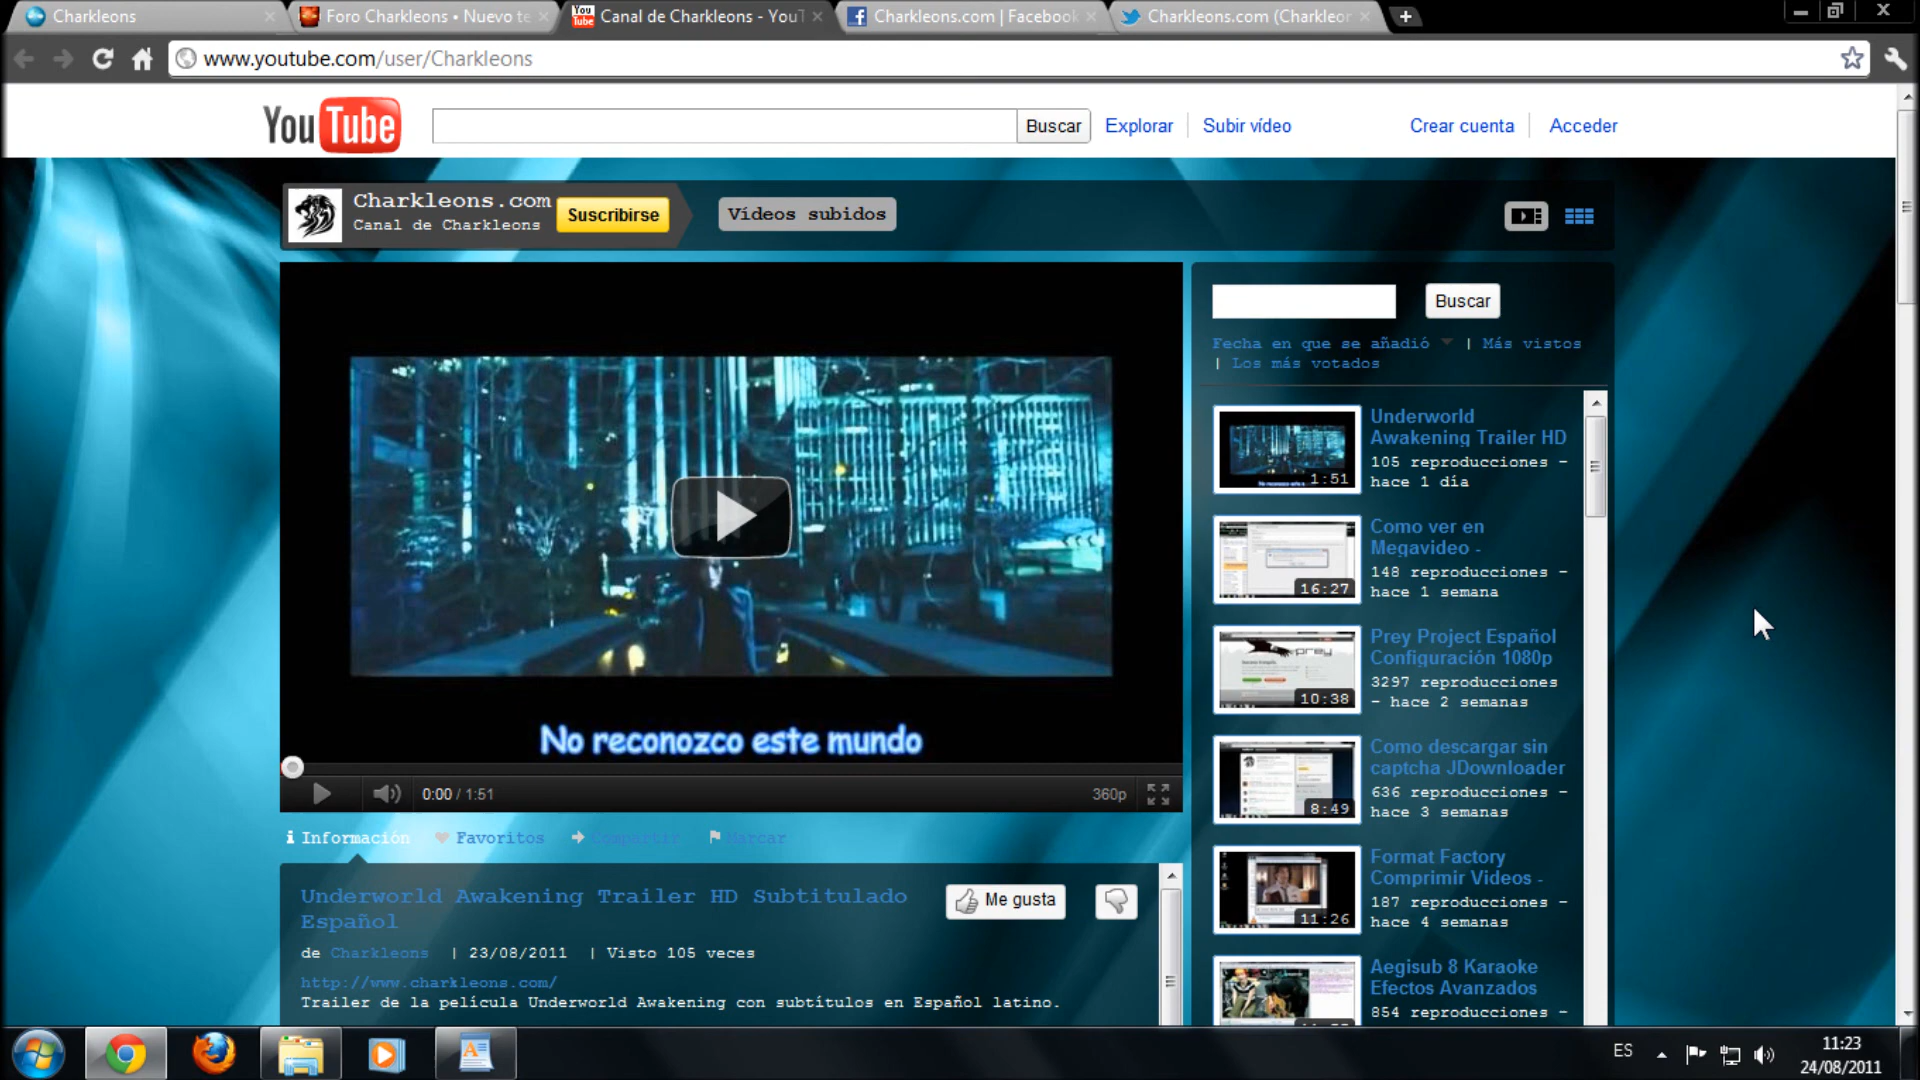 Charkleons
Foro Charkleons • Nuevo te
Canal de Charkleons - YouT
Charkleons.com | Facebook
Charkleons.com (Charkleor
www.youtube.com/user/Charkleons
YouTube
Buscar
Explorar
Subir vídeo
Crear cuenta
Acceder
Charkleons.com
Canal de Charkleons
Suscribirse
Vídeos subidos
No reconozco este mundo
0:00 / 1:51
360p
Información
Favoritos
Compartir
Marcar
Underworld Awakening Trailer HD Subtitulado
Español
Me gusta
de Charkleons | 23/08/2011 | Visto 105 veces
http://www.charkleons.com/
Trailer de la película Underworld Awakening con subtítulos en Español latino.
Buscar
Fecha en que se añadió | Más vistos
| Los más votados
1:51
Underworld
Awakening Trailer HD
105 reproducciones -
hace 1 día
16:27
Como ver en
Megavideo -
148 reproducciones -
hace 1 semana
prey
10:38
Prey Project Español
Configuración 1080p
3297 reproducciones
- hace 2 semanas
8:49
Como descargar sin
captcha JDownloader
636 reproducciones -
hace 3 semanas
11:26
Format Factory
Comprimir Videos -
187 reproducciones -
hace 4 semanas
Aegisub 8 Karaoke
Efectos Avanzados
854 reproducciones -
ES
11:23
24/08/2011